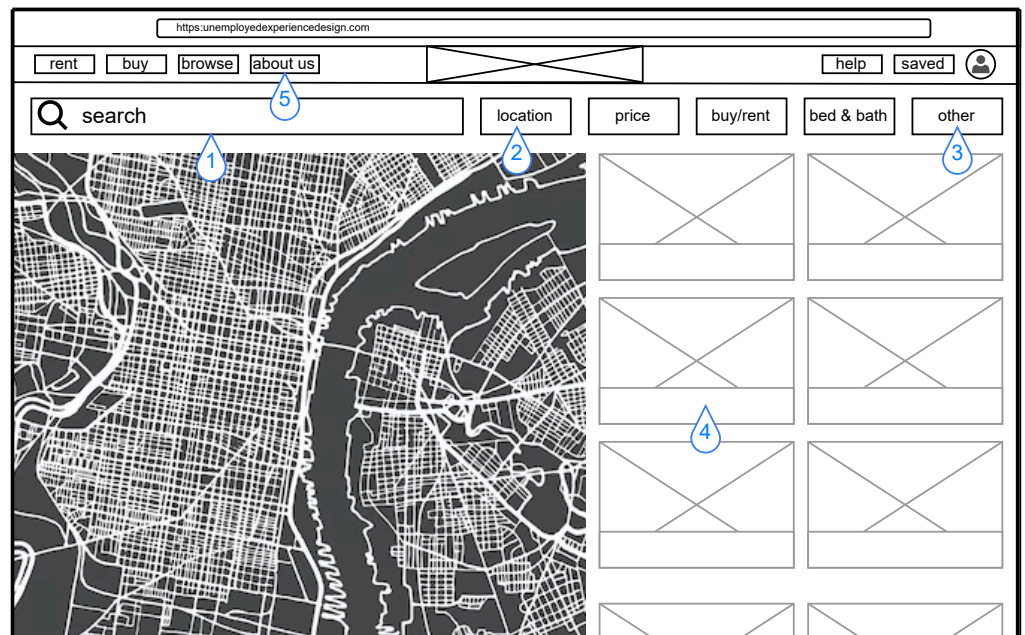 https:unemployedexperiencedesign.com
rent buy browse about us help saved
5
search location price buy/rent bed & bath other
1 2 3
4